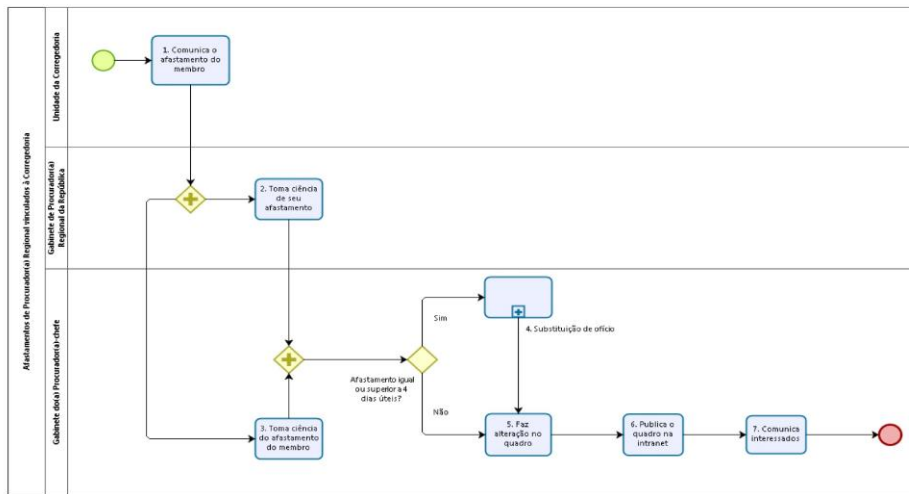 Afastamentos de Procurador(a) Regional vinculados à Corregedoria
Unidade da Corregedoria
1. Comunica o
afastamento do
membro
Gabinete de Procurador(a)
Regional da República
2. Toma ciência
de seu
afastamento
Gabinete do(a) Procurador(a)-chefe
3. Toma ciência
do afastamento
do membro
Afastamento igual
ou superior a 4
dias úteis?
Sim
Não
4. Substituição de ofício
5. Faz
alteração no
quadro
6. Publica o
quadro na
intranet
7. Comunica
interessados